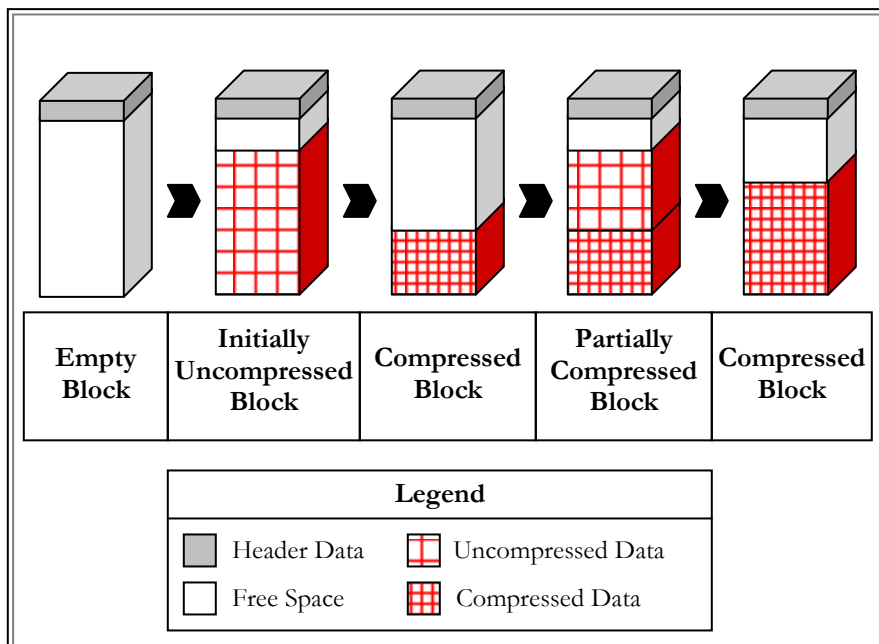 Empty
Block
Initially
Uncompressed
Block
Compressed
Block
Partially
Compressed
Block
Compressed
Block
Legend
Header Data
Uncompressed Data
Free Space
Compressed Data